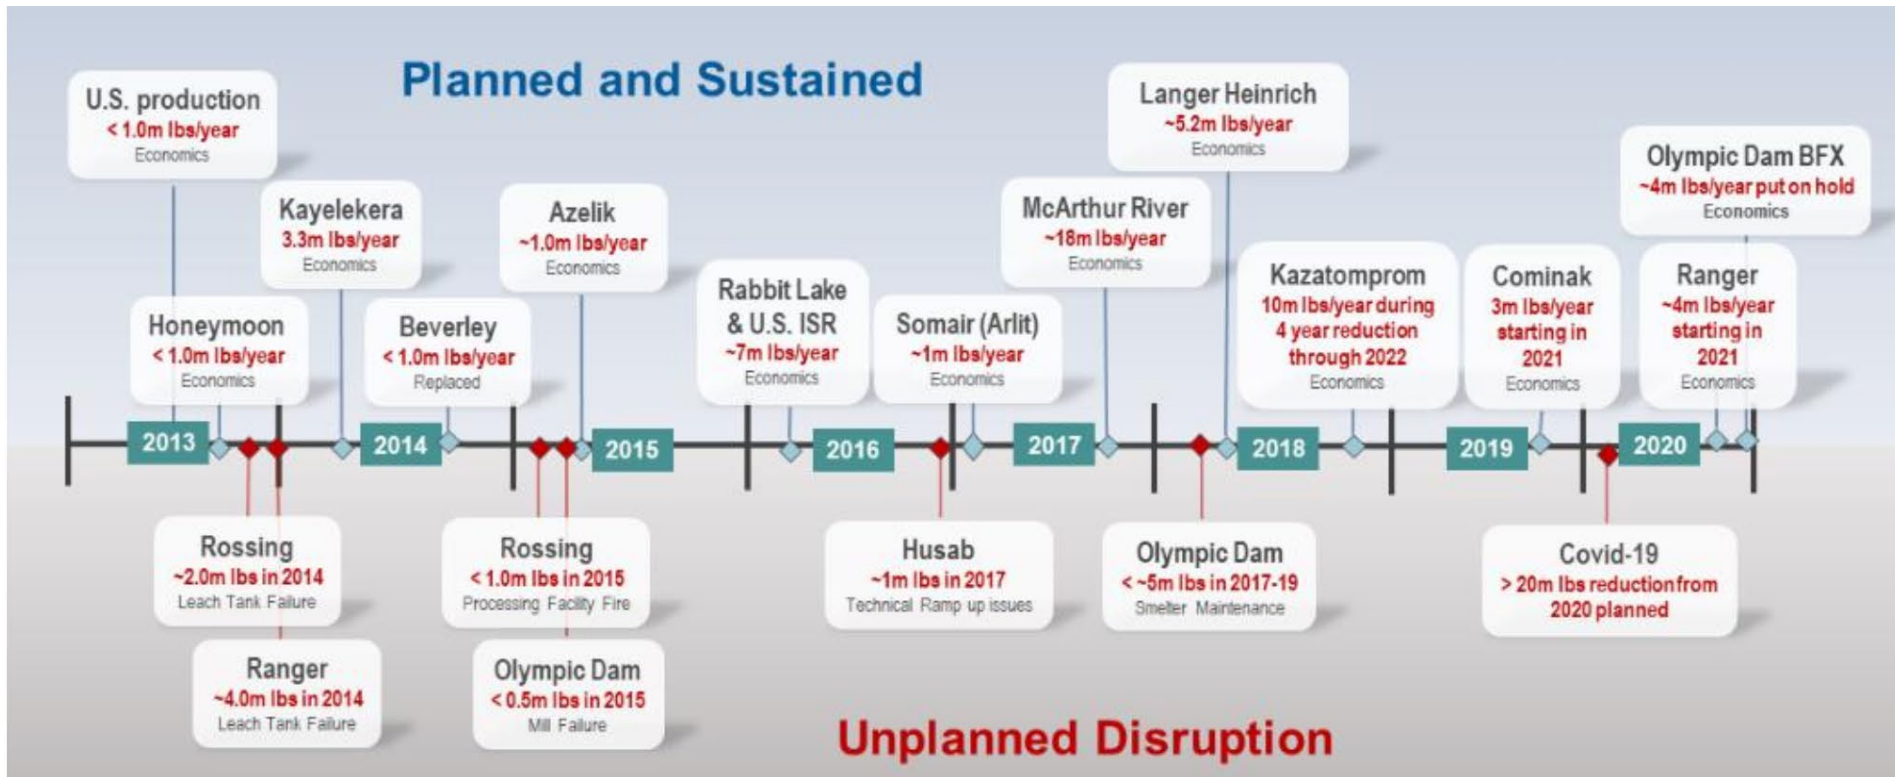 Planned and Sustained
U.S. production
< 1.0m lbs/year
Economics
Honeymoon
< 1.0m lbs/year
Economics
Kayelekera
3.3m lbs/year
Economics
Beverley
< 1.0m lbs/year
Replaced
Azelik
~1.0m lbs/year
Economics
Rabbit Lake
& U.S. ISR
~7m lbs/year
Economics
Somair (Arlit)
~1m lbs/year
Economics
McArthur River
~18m lbs/year
Economics
Langer Heinrich
~5.2m lbs/year
Economics
Kazatomprom
10m lbs/year during
4 year reduction
through 2022
Economics
Cominak
3m lbs/year
starting in
2021
Economics
Olympic Dam BFX
~4m lbs/year put on hold
Economics
Ranger
~4m lbs/year
starting in
2021
Economics
2013
2014
2015
2016
2017
2018
2019
2020
Rossing
~2.0m lbs in 2014
Leach Tank Failure
Ranger
~4.0m lbs in 2014
Leach Tank Failure
Rossing
< 1.0m lbs in 2015
Processing Facility Fire
Olympic Dam
< 0.5m lbs in 2015
Mill Failure
Husab
~1m lbs in 2017
Technical Ramp up issues
Olympic Dam
< ~5m lbs in 2017-19
Smelter Maintenance
Covid-19
> 20m lbs reduction from
2020 planned
Unplanned Disruption